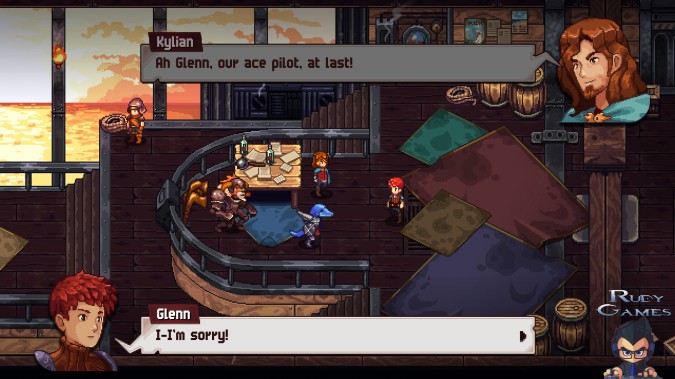 Kylian
Ah Glenn, our ace pilot, at last!
Glenn
I-I'm sorry!
Rudy
Games